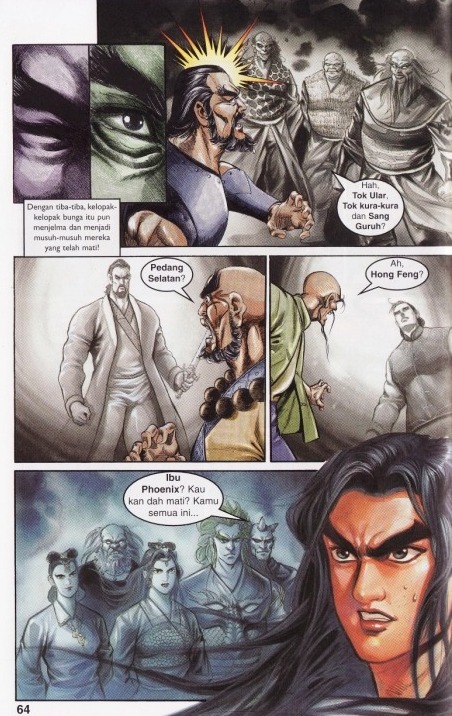 Dengan tiba-tiba, kelopak-
kelopak bunga itu pun
menjelma dan menjadi
musuh-musuh mereka
yang telah mati!
Hah,
Tok Ular,
Tok kura-kura
dan Sang
Guruh?
Pedang
Selatan?
Ah,
Hong Feng?
Ibu
Phoenix? Kau
kan dah mati? Kamu
semua ini...
64